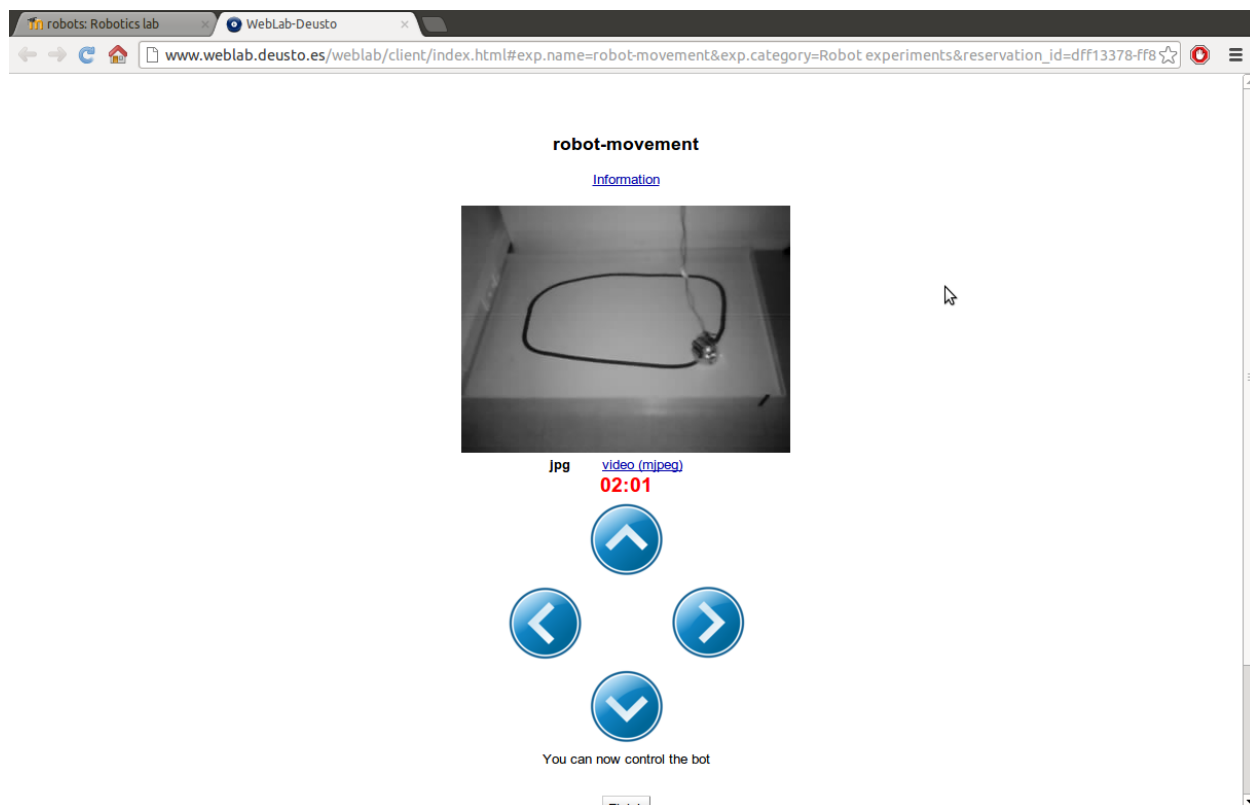 robots: Robotics lab
WebLab-Deusto
www.weblab.deusto.es/weblab/client/index.html#exp.name=robot-movement&exp.category=Robot experiments&reservation_id=dff13378-ff8
robot-movement
Information
jpg video (mjpeg)
02:01
You can now control the bot